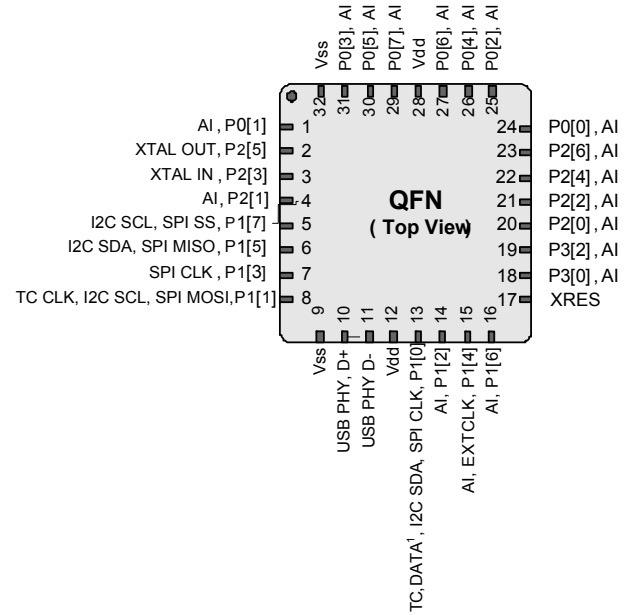 Vss
P0[3], AI
P0[5], AI
P0[7], AI
Vdd
P0[6], AI
P0[4], AI
P0[2], AI
32
31
30
29
28
27
26
25
AI , P0[1] 1
XTAL OUT, P2[5] 2
XTAL IN , P2[3] 3
AI, P2[1] 4
I2C SCL, SPI SS, P1[7] 5
I2C SDA, SPI MISO, P1[5] 6
SPI CLK , P1[3] 7
TC CLK, I2C SCL, SPI MOSI,P1[1] 8
QFN
( Top View)
24 P0[0] , AI
23 P2[6] , AI
22 P2[4] , AI
21 P2[2] , AI
20 P2[0] , AI
19 P3[2] , AI
18 P3[0] , AI
17 XRES
9
10
11
12
13
14
15
16
Vss
USB PHY, D+
USB PHY D-
Vdd
TC,DATA¹, I2C SDA, SPI CLK, P1[0]
AI, P1[2]
AI, EXTCLK, P1[4]
AI, P1[6]